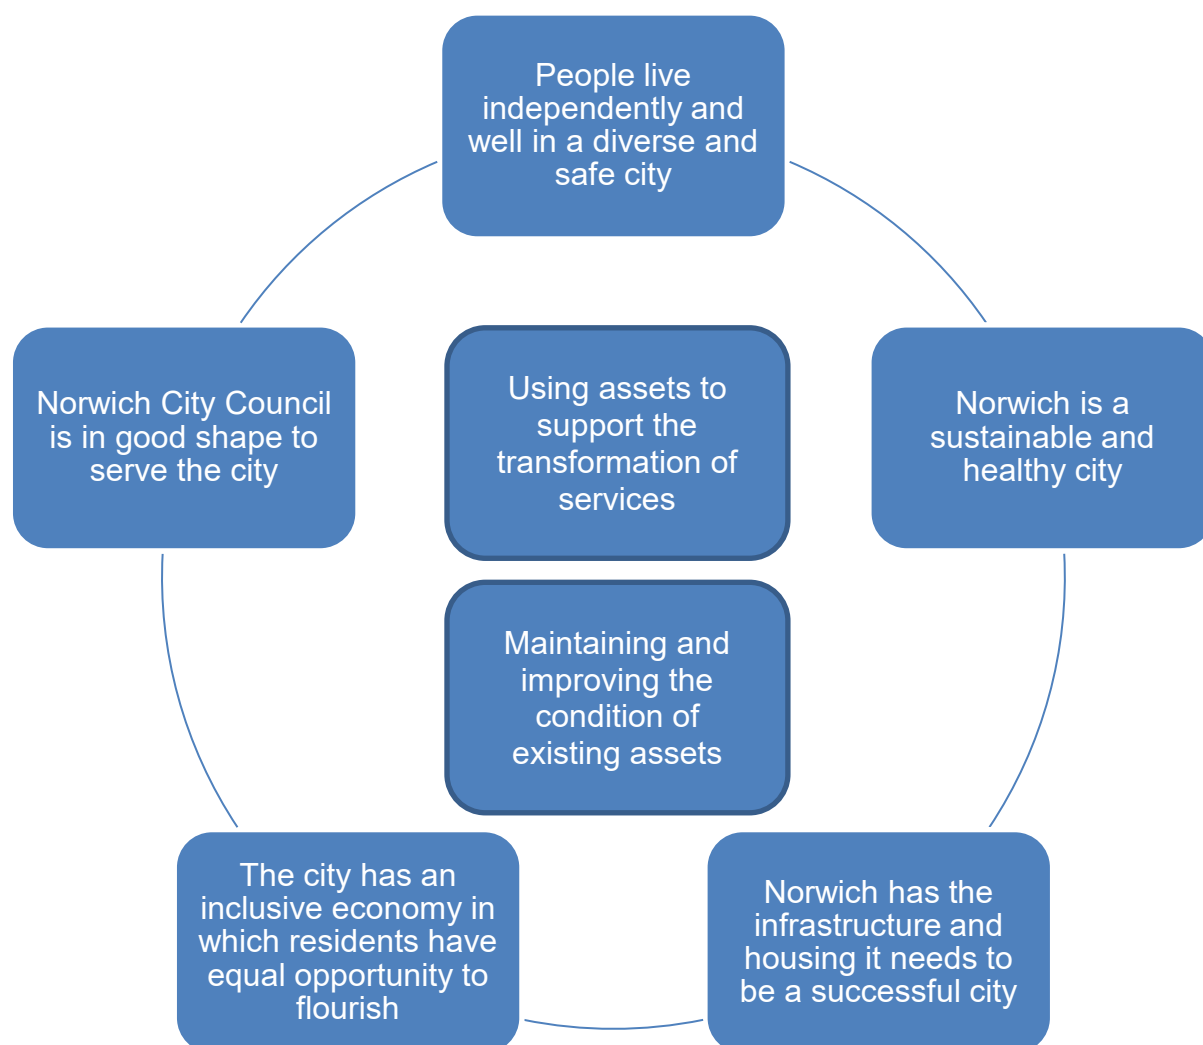 People live
independently and
well in a diverse and
safe city
Norwich City Council
is in good shape to
serve the city
Using assets to
support the
transformation of
services
Norwich is a
sustainable and
healthy city
Maintaining and
improving the
condition of
existing assets
The city has an
inclusive economy in
which residents have
equal opportunity to
flourish
Norwich has the
infrastructure and
housing it needs to
be a successful city